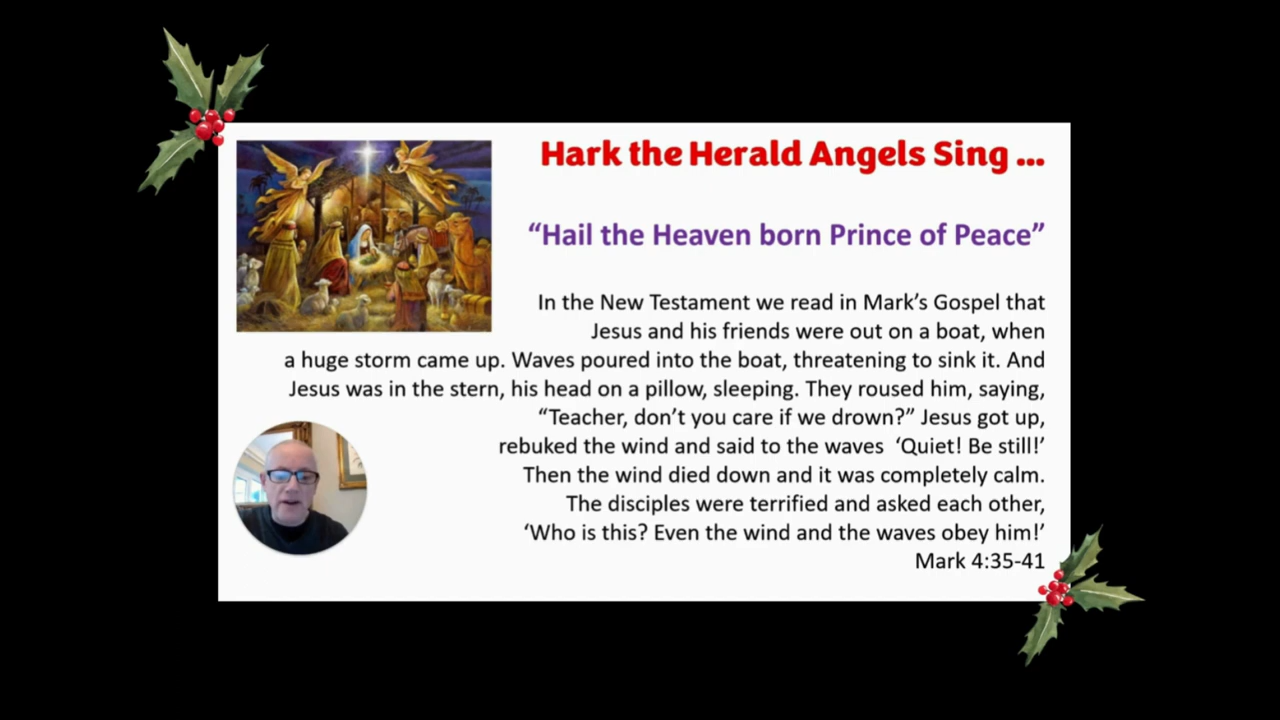 Hark the Herald Angels Sing ...
“Hail the Heaven born Prince of Peace”
In the New Testament we read in Mark’s Gospel that
Jesus and his friends were out on a boat, when
a huge storm came up. Waves poured into the boat, threatening to sink it. And
Jesus was in the stern, his head on a pillow, sleeping. They roused him, saying,
“Teacher, don’t you care if we drown?” Jesus got up,
rebuked the wind and said to the waves ‘Quiet! Be still!’
Then the wind died down and it was completely calm.
The disciples were terrified and asked each other,
‘Who is this? Even the wind and the waves obey him!’
Mark 4:35-41